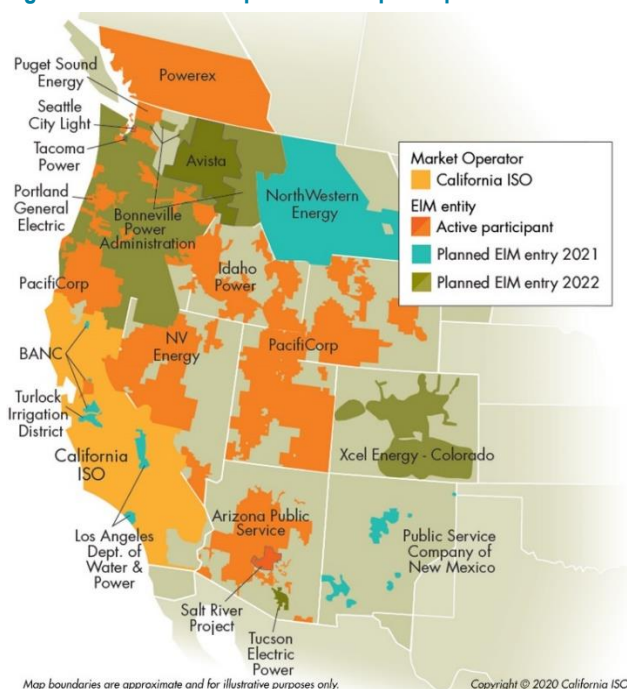 Powerex
Puget Sound
Energy
Seattle
City Light
Tacoma
Power
Portland
General
Electric
Avista
Bonneville
Power
Administration
NorthWestern
Energy
Market Operator
California ISO
EIM entity
Active participant
Planned EIM entry 2021
Planned EIM entry 2022
PacifiCorp
Idaho
Power
BANC
NV
Energy
PacifiCorp
Turlock
Irrigation
District
California
ISO
Xcel Energy - Colorado
Los Angeles
Dept. of
Water &
Power
Arizona Public
Service
Public Service
Company of
New Mexico
Salt River
Project
Tucson
Electric
Power
Map boundaries are approximate and for illustrative purposes only.
Copyright © 2020 California ISO